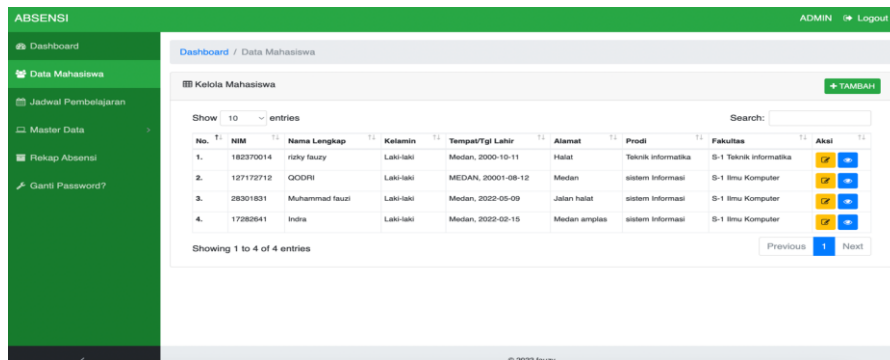 ABSENSI
ADMIN Logout
Dashboard
Data Mahasiswa
Jadwal Pembelajaran
Master Data
Rekap Absensi
Ganti Password?
Dashboard / Data Mahasiswa
Kelola Mahasiswa
+ TAMBAH
Show 10 entries
Search:
No. NIM Nama Lengkap Kelamin Tempat/Tgl Lahir Alamat Prodi Fakultas Aksi
1. 182370014 rizky fauzy Laki-laki Medan, 2000-10-11 Halat Teknik informatika S-1 Teknik informatika
2. 127172712 QODRI Laki-laki MEDAN, 20001-08-12 Medan sistem Informasi S-1 Ilmu Komputer
3. 28301831 Muhammad fauzi Laki-laki Medan, 2022-05-09 Jalan halat sistem Informasi S-1 Ilmu Komputer
4. 17282641 Indra Laki-laki Medan, 2022-02-15 Medan amplas sistem Informasi S-1 Ilmu Komputer
Showing 1 to 4 of 4 entries
Previous 1 Next